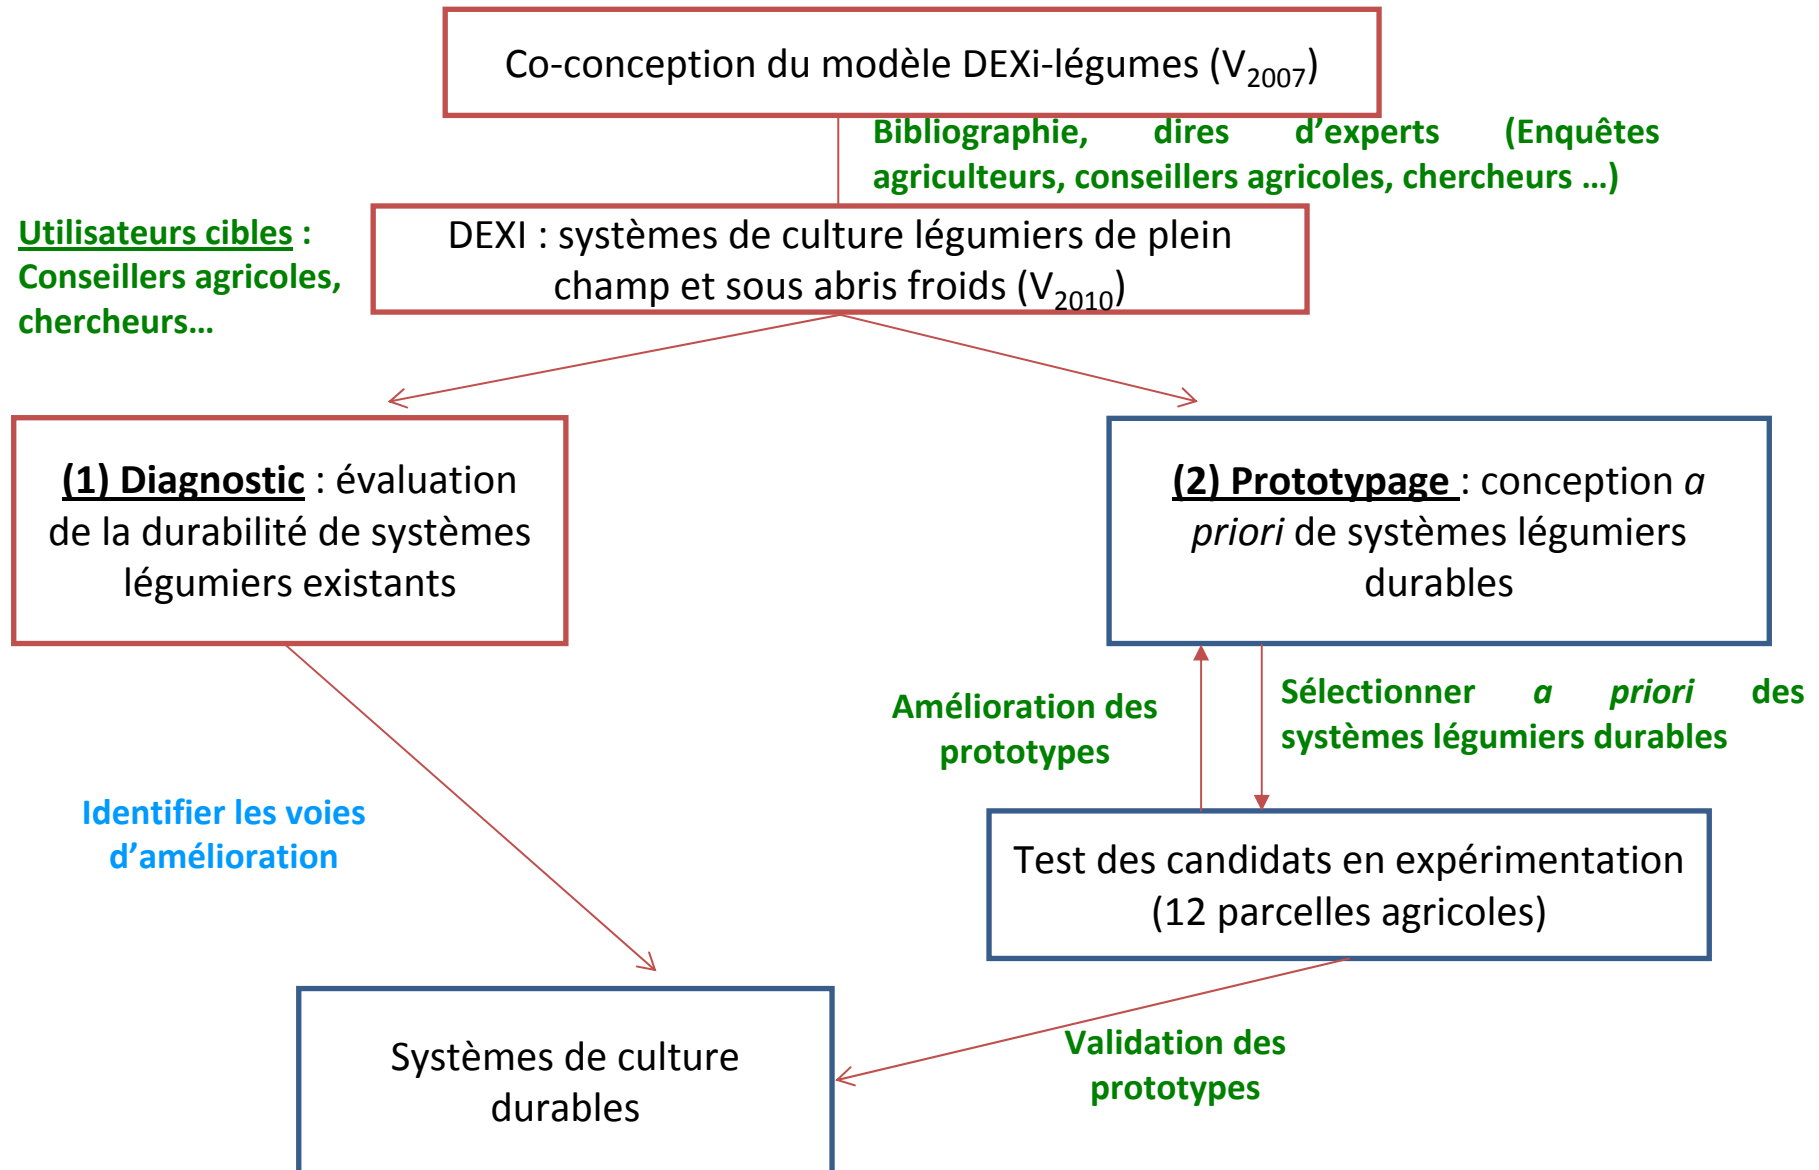 Co-conception du modèle DEXi-légumes (V2007)
Bibliographie, dires d’experts (Enquêtes
agriculteurs, conseillers agricoles, chercheurs …)
Utilisateurs cibles :
Conseillers agricoles,
chercheurs…
DEXI : systèmes de culture légumiers de plein
champ et sous abris froids (V2010)
(1) Diagnostic : évaluation
de la durabilité de systèmes
légumiers existants
(2) Prototypage : conception a
priori de systèmes légumiers
durables
Amélioration des
prototypes
Sélectionner a priori des
systèmes légumiers durables
Identifier les voies
d’amélioration
Test des candidats en expérimentation
(12 parcelles agricoles)
Validation des
prototypes
Systèmes de culture
durables